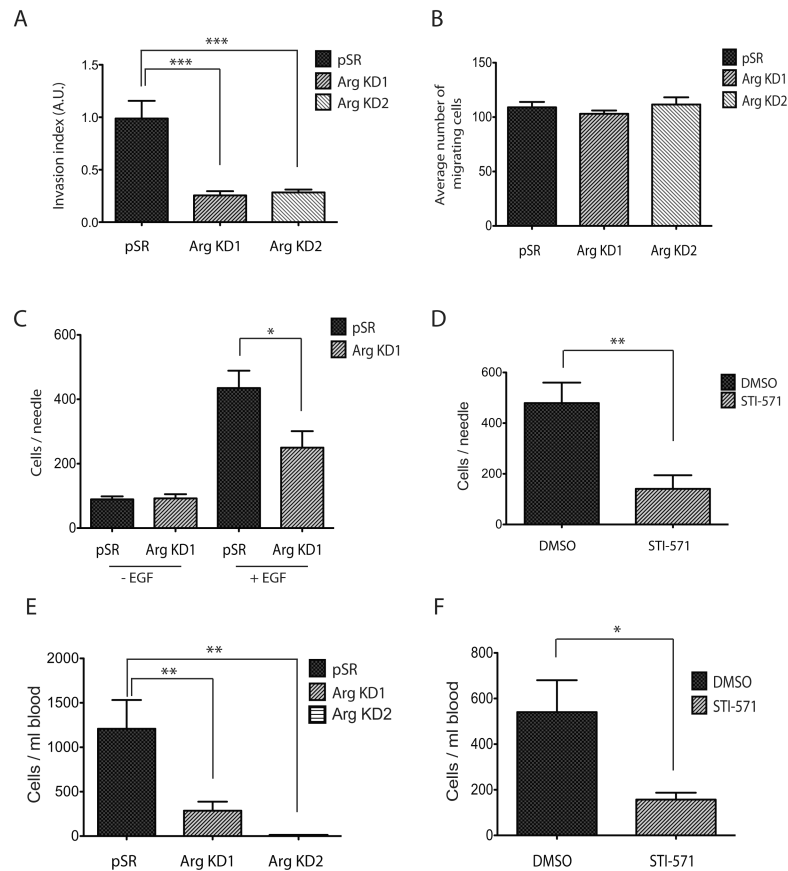 A
***
***
pSR
Arg KD1
Arg KD2
Invasion index (A.U.)
1.5
1.0
0.5
0.0
pSR Arg KD1 Arg KD2
B
pSR
Arg KD1
Arg KD2
Average number of
migrating cells
150
100
50
0
pSR Arg KD1 Arg KD2
C
*
pSR
Arg KD1
Cells / needle
600
400
200
0
pSR Arg KD1 pSR Arg KD1
- EGF + EGF
D
**
DMSO
STI-571
Cells / needle
600
400
200
0
DMSO STI-571
E
**
**
pSR
Arg KD1
Arg KD2
Cells / ml blood
2000
1500
1000
500
0
pSR Arg KD1 Arg KD2
F
*
DMSO
STI-571
Cells / ml blood
800
600
400
200
0
DMSO STI-571